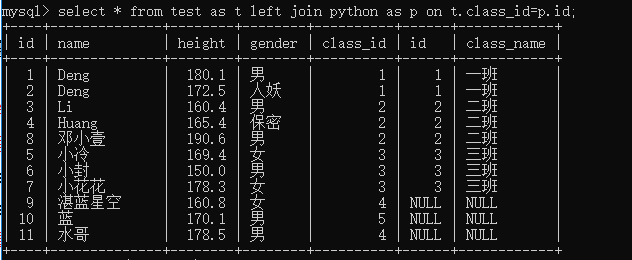 mysql> select * from test as t left join python as p on t.class_id=p.id;
| id | name | height | gender | class_id | id | class_name |
| 1 | Deng | 180.1 | 男 | 1 | 1 | 一班
| 2 | Deng | 172.5 | 人妖 | 1 | 1 | 一班
| 3 | Li | 160.4 | 男 | 2 | 2 | 二班
| 4 | Huang | 165.4 | 保密 | 2 | 2 | 二班
| 8 | 邓小壹 | 190.6 | 男 | 2 | 2 | 二班
| 5 | 小冷 | 169.4 | 女 | 3 | 3 | 三班
| 6 | 小封 | 150.0 | 男 | 3 | 3 | 三班
| 7 | 小花花 | 178.3 | 女 | 3 | 3 | 三班
| 9 | 湛蓝星空 | 160.8 | 女 | 4 | NULL | NULL
| 10 | 蓝 | 170.1 | 男 | 5 | NULL | NULL
| 11 | 水哥 | 178.5 | 男 | 4 | NULL | NULL